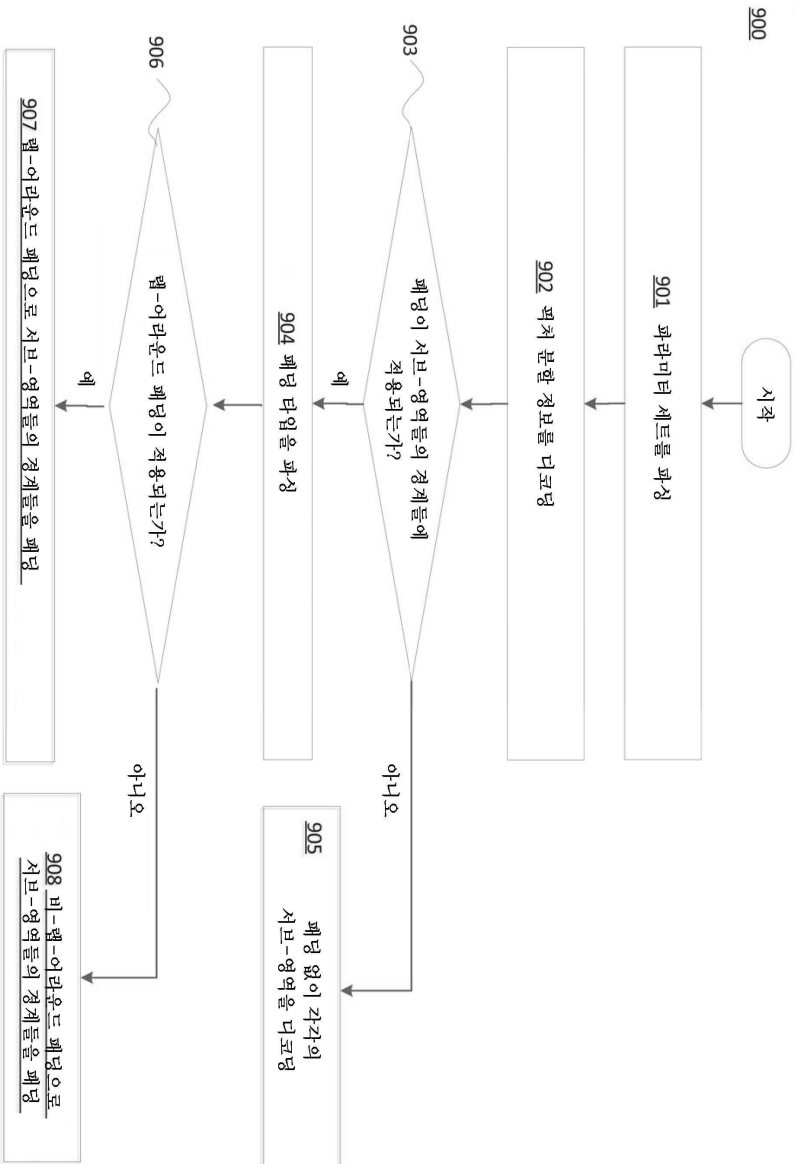 900
시작
901 파라미터 세트를 파싱
902 픽처 분할 정보를 디코딩
903
패딩이 서브-영역들의 경계들에
적용되는가?
아니요
예
904 패딩 타입을 파싱
905
패딩 없이 각각의
서브-영역을 디코딩
906
랩-어라운드 패딩이 적용되는가?
아니요
예
907 랩-어라운드 패딩으로 서브-영역들의 경계들을 패딩
908 비-랩-어라운드 패딩으로
서브-영역들의 경계들을 패딩